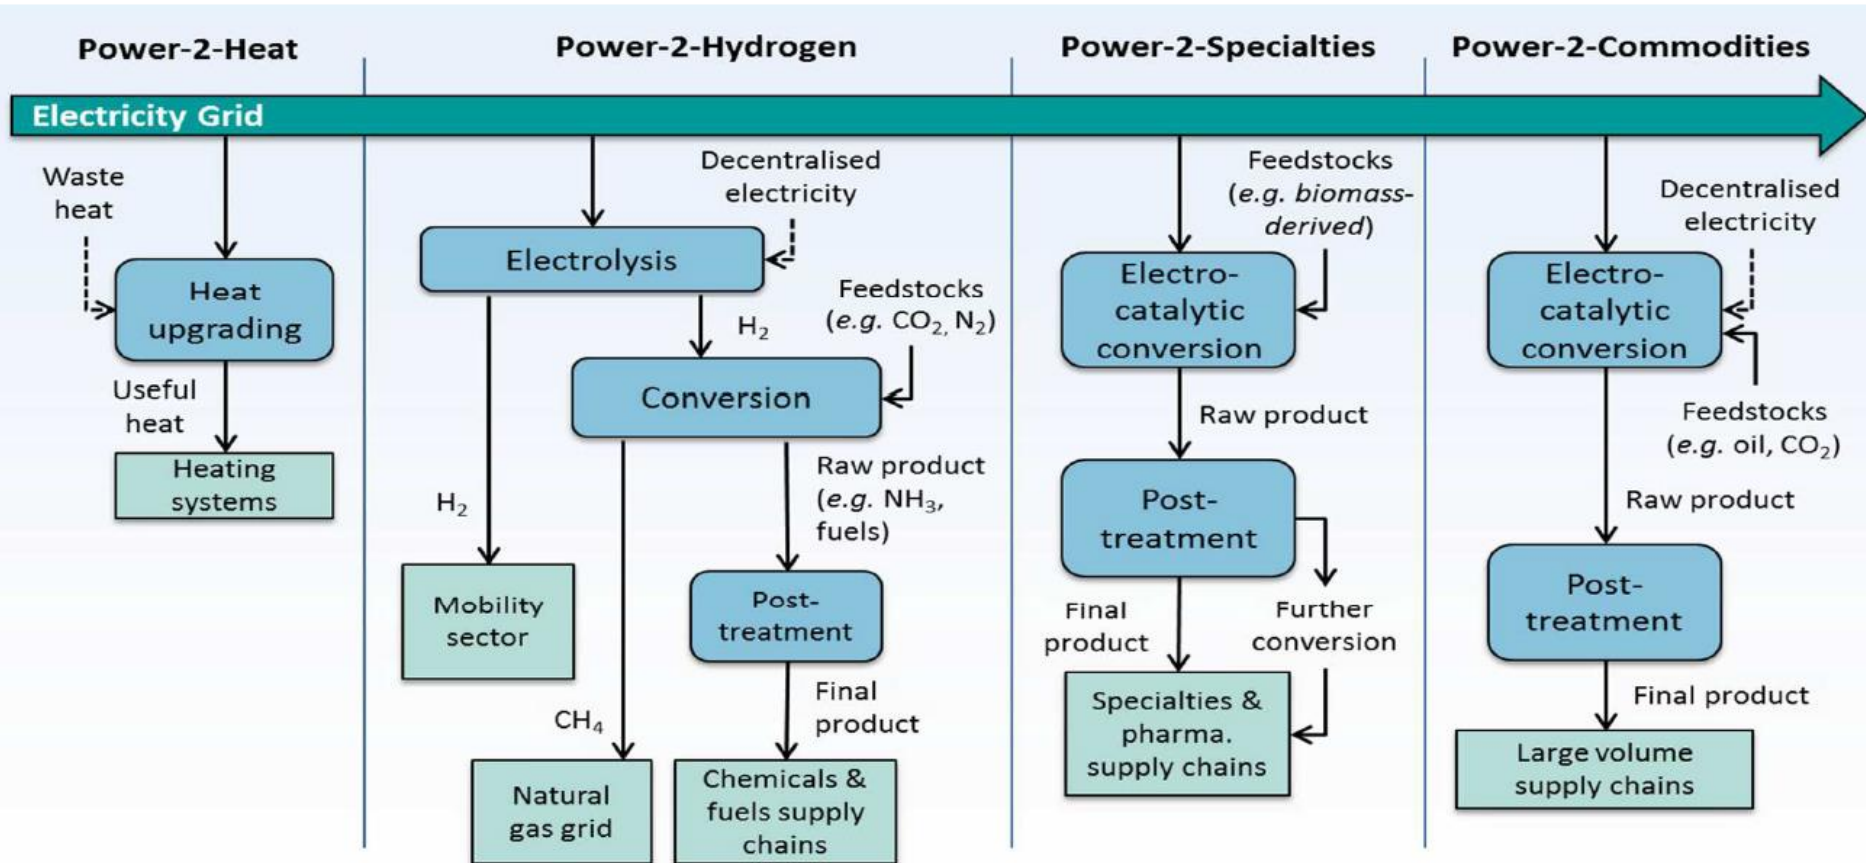 Power-2-Heat
Power-2-Hydrogen
Power-2-Specialties
Power-2-Commodities
Electricity Grid
Waste
heat
Heat
upgrading
Useful
heat
Heating
systems
Decentralised
electricity
Electrolysis
Feedstocks
(e.g. CO₂, N₂)
H₂
Conversion
H₂
Raw product
(e.g. NH₃,
fuels)
Mobility
sector
Post-
treatment
CH₄
Final
product
Natural
gas grid
Chemicals &
fuels supply
chains
Feedstocks
(e.g. biomass-
derived)
Electro-
catalytic
conversion
Raw product
Post-
treatment
Final
product
Further
conversion
Specialties &
pharma.
supply chains
Decentralised
electricity
Electro-
catalytic
conversion
Feedstocks
(e.g. oil, CO₂)
Raw product
Post-
treatment
Final product
Large volume
supply chains